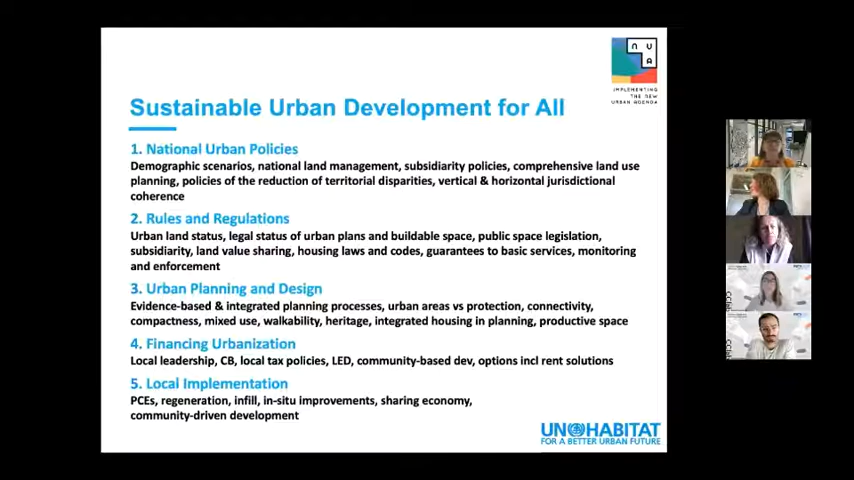 N U
A
IMPLEMENTING
THE NEW
URBAN AGENDA
Sustainable Urban Development for All
1. National Urban Policies
Demographic scenarios, national land management, subsidiarity policies, comprehensive land use
planning, policies of the reduction of territorial disparities, vertical & horizontal jurisdictional
coherence
2. Rules and Regulations
Urban land status, legal status of urban plans and buildable space, public space legislation,
subsidiarity, land value sharing, housing laws and codes, guarantees to basic services, monitoring
and enforcement
3. Urban Planning and Design
Evidence-based & integrated planning processes, urban areas vs protection, connectivity,
compactness, mixed use, walkability, heritage, integrated housing in planning, productive space
4. Financing Urbanization
Local leadership, CB, local tax policies, LED, community-based dev, options incl rent solutions
5. Local Implementation
PCEs, regeneration, infill, in-situ improvements, sharing economy,
community-driven development
UN HABITAT
FOR A BETTER URBAN FUTURE